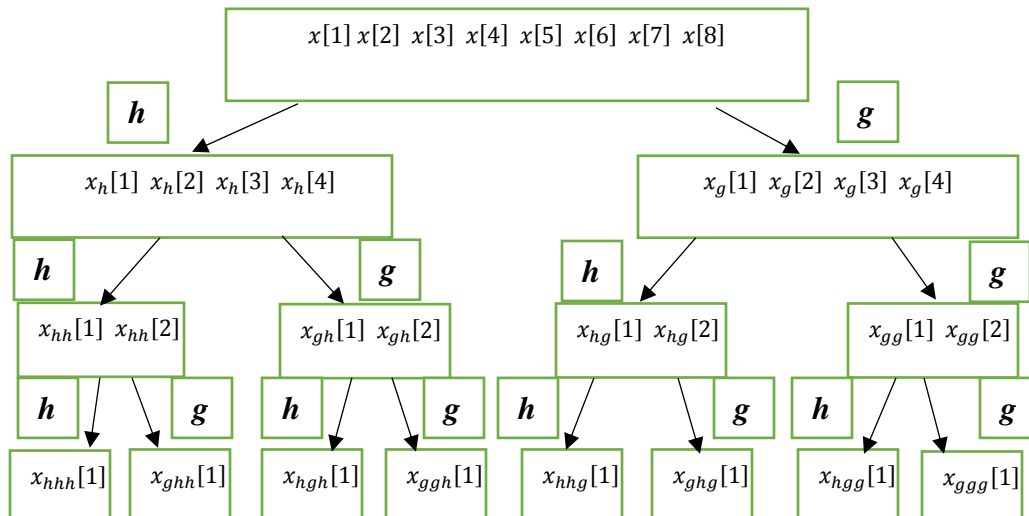 x[1] x[2] x[3] x[4] x[5] x[6] x[7] x[8]
h g
x_h[1] x_h[2] x_h[3] x_h[4] x_g[1] x_g[2] x_g[3] x_g[4]
h g h g
x_hh[1] x_hh[2] x_gh[1] x_gh[2] x_hg[1] x_hg[2] x_gg[1] x_gg[2]
h g h g h g h g
x_hhh[1] x_ghh[1] x_hgh[1] x_ggh[1] x_hhg[1] x_ghg[1] x_hgg[1] x_ggg[1]